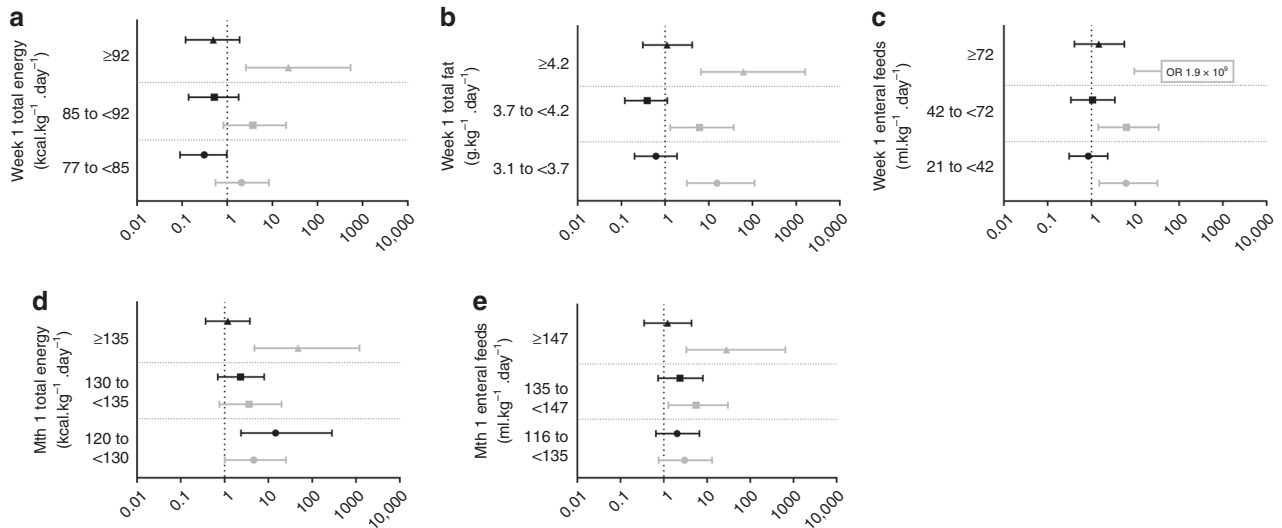 a
Week 1 total energy
(kcal.kg⁻¹ .day⁻¹)
≥92
85 to <92
77 to <85
0.01
0.1
1
10
100
1000
10,000
b
Week 1 total fat
(g.kg⁻¹ .day⁻¹)
≥4.2
3.7 to <4.2
3.1 to <3.7
0.01
0.1
1
10
100
1000
10,000
c
Week 1 enteral feeds
(ml.kg⁻¹ .day⁻¹)
≥72
42 to <72
21 to <42
OR 1.9 × 10⁹
0.01
0.1
1
10
100
1000
10,000
d
Mth 1 total energy
(kcal.kg⁻¹ .day⁻¹)
≥135
130 to
<135
120 to
<130
0.01
0.1
1
10
100
1000
10,000
e
Mth 1 enteral feeds
(ml.kg⁻¹ .day⁻¹)
≥147
135 to
<147
116 to
<135
0.01
0.1
1
10
100
1000
10,000